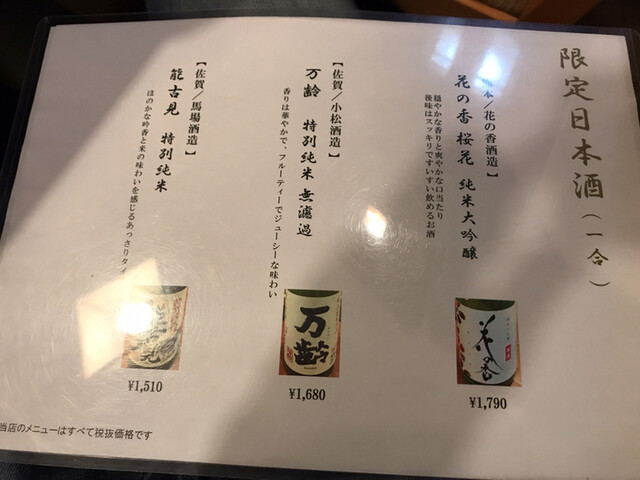 限定日本酒（一合）
本／花の香酒造】
花の香 桜花 純米大吟醸
穏やかな香りと爽やかな口当たり
後味はスッキリですいすい飲めるお酒
花の香
¥1,790
【佐賀／小松酒造】
万齢 特別純米 無濾過
香りは華やかで、フルーティーでジューシーな味わい
万齢
¥1,680
【佐賀／馬場酒造】
能古見 特別純米
ほのかな吟香と米の味わいを感じるあっさりタイ
¥1,510
当店のメニューはすべて税抜価格です